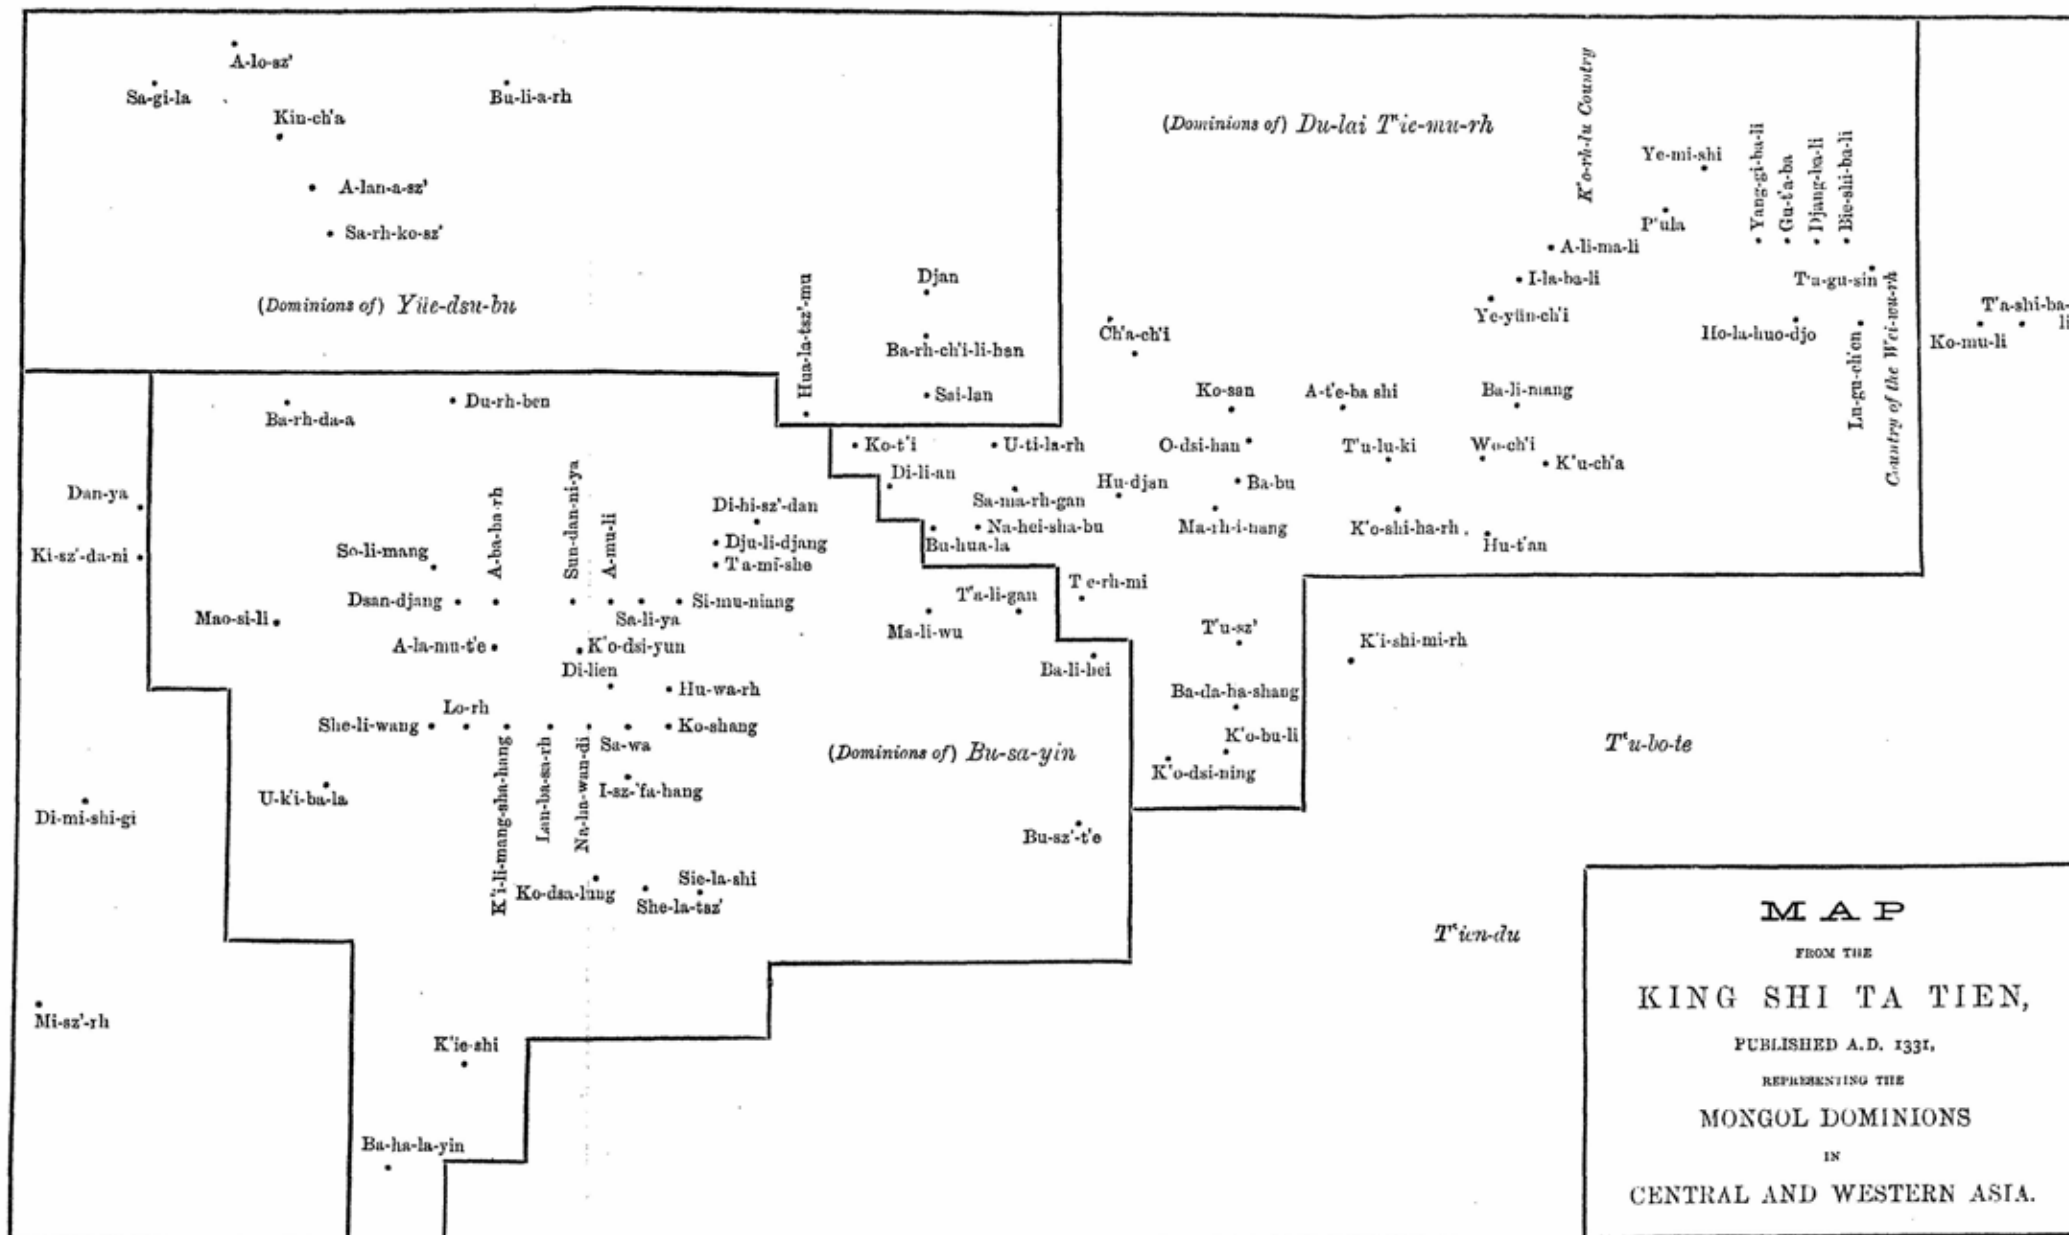 A-lo-sz'
Sa-gi-la
Bu-li-a-rh
Kin-ch'a
A-lan-a-sz'
Sa-rh-ko-sz'
(Dominions of) Yüe-dsu-bu
Hua-la-tsz'-mu
Djan
Ba-rh-ch'i-li-han
Sai-lan
(Dominions of) Du-lai T'ie-mu-rh
K'o-rh-lu Country
Ye-mi-shi
P'ula
Yang-gi-ba-li
Gu-t'a-ba
Djang-ba-li
Bie-shi-ba-li
A-li-ma-li
I-la-ba-li
Ye-yün-ch'i
T'u-gu-sin
Ho-la-huo-djo
Lu-gu-ch'en
Country of the Wei-wu-rh
T'a-shi-ba-
li
Ko-mu-li
Ch'a-ch'i
Ko-san
A-t'e-ba shi
Ba-li-mang
Ko-t'i
U-ti-la-rh
O-dsi-han
T'u-lu-ki
Wo-ch'i
K'u-ch'a
Di-li-an
Sa-ma-rh-gan
Hu-djan
Ba-bu
Na-hei-sha-bu
Bu-hua-la
Ma-rh-i-nang
K'o-shi-ha-rh
Hu-t'an
Ba-rh-da-a
Du-rh-ben
Dan-ya
Ki-sz'-da-ni
So-li-mang
A-ba-ba-rh
Sun-dan-ni-ya
A-mu-li
Di-hi-sz'-dan
Dju-li-djang
T'a-mi-she
Dsan-djang
Sa-li-ya
Si-mu-niang
Mao-si-li
A-la-mu-t'e
K'o-dsi-yun
Di-lien
Hu-wa-rh
T'a-li-gan
T'e-rh-mi
Ma-li-wu
Ba-li-hei
T'u-sz'
K'i-shi-mi-rh
Ba-da-ha-shang
K'o-bu-li
K'o-dsi-ning
T'u-bo-te
She-li-wang
Lo-rh
K'i-li-mang-sha-hang
Lan-ba-sa-rh
Na-ha-wan-di
Sa-wa
Ko-shang
(Dominions of) Bu-sa-yin
I-sz-'fa-hang
U-k'i-ba-la
Di-mi-shi-gi
Bu-sz'-t'e
Ko-dsa-lung
Sie-la-shi
She-la-tsz'
T'ien-du
Mi-sz'-rh
K'ie-shi
Ba-ha-la-yin
MAP
FROM THE
KING SHI TA TIEN,
PUBLISHED A.D. 1331,
REPRESENTING THE
MONGOL DOMINIONS
IN
CENTRAL AND WESTERN ASIA.